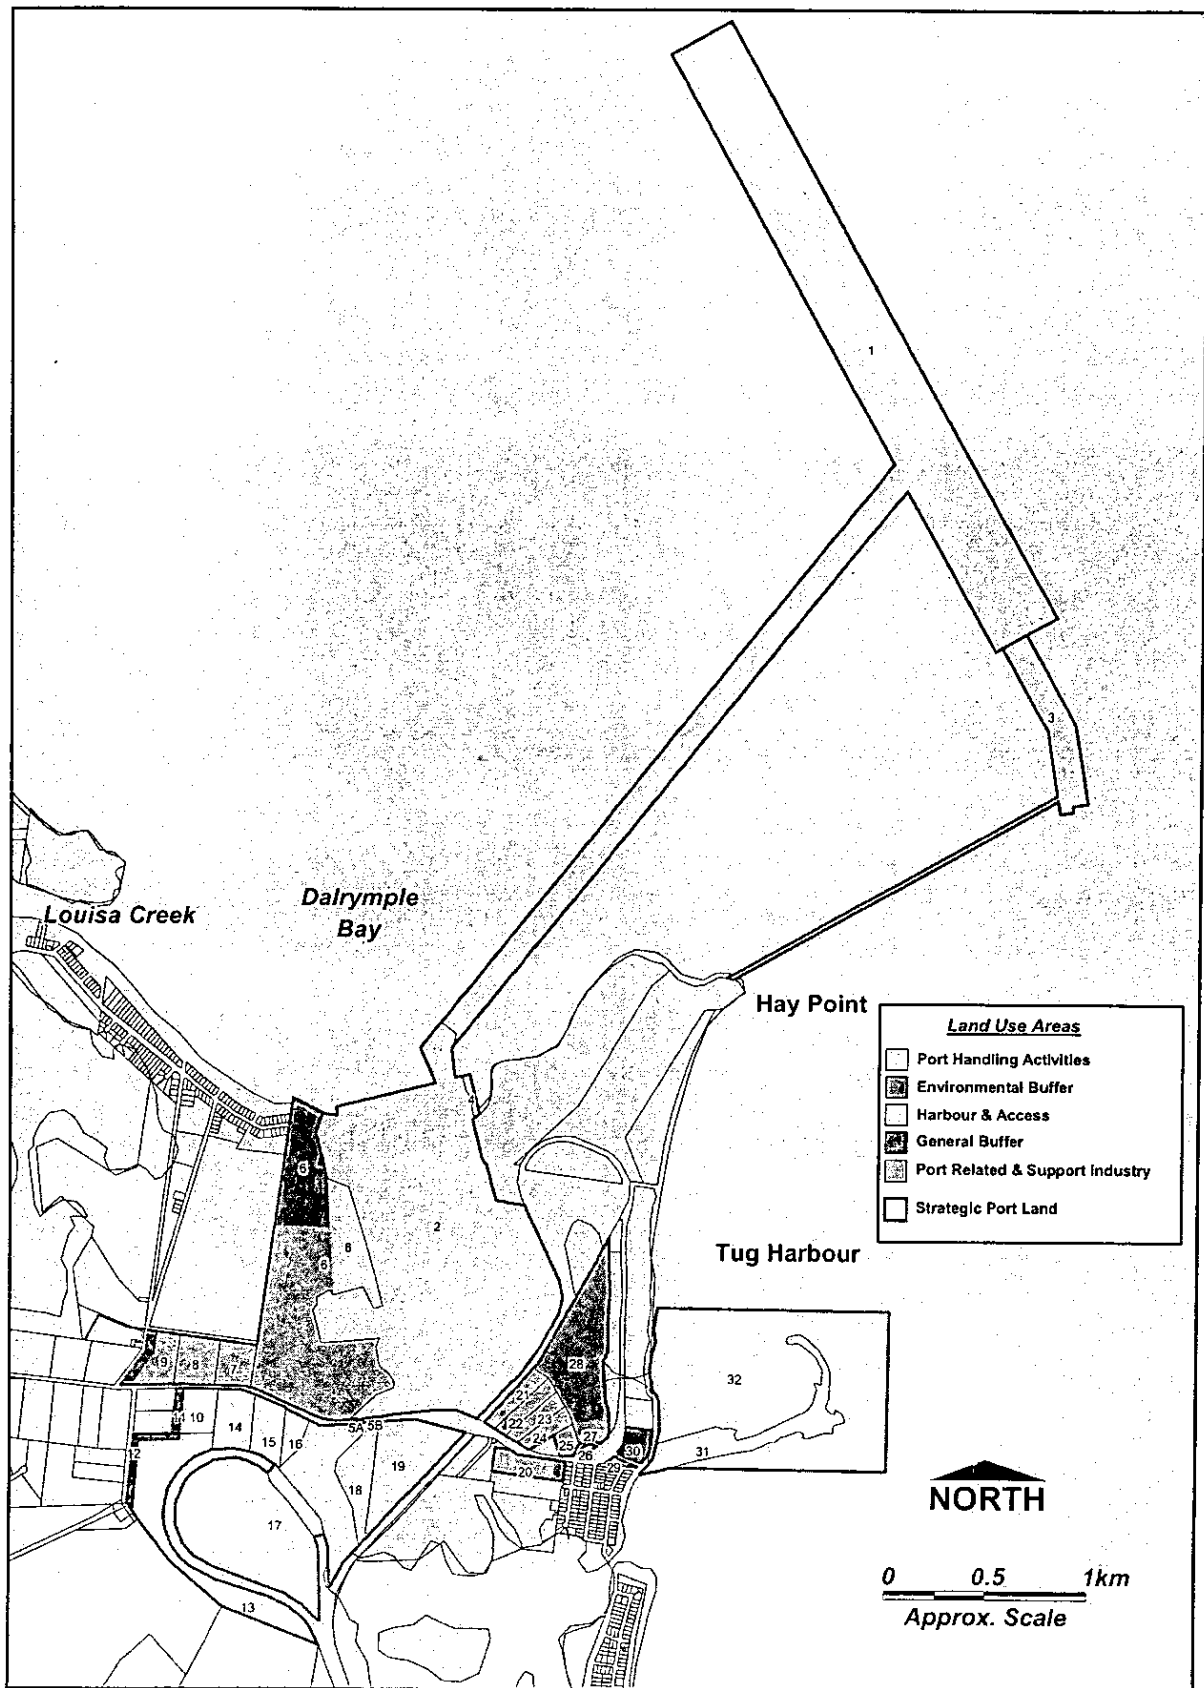 1
3
Louisa Creek
Dalrymple
Bay
Hay Point
Land Use Areas
Port Handling Activities
Environmental Buffer
Harbour & Access
General Buffer
Port Related & Support Industry
Strategic Port Land
4
6
2
6
6
Tug Harbour
9
8
7
28
32
21
22
23
24
25
27
26
30
31
11
10
14
15
16
5A
5B
12
19
18
20
29
17
13
NORTH
0 0.5 1km
Approx. Scale